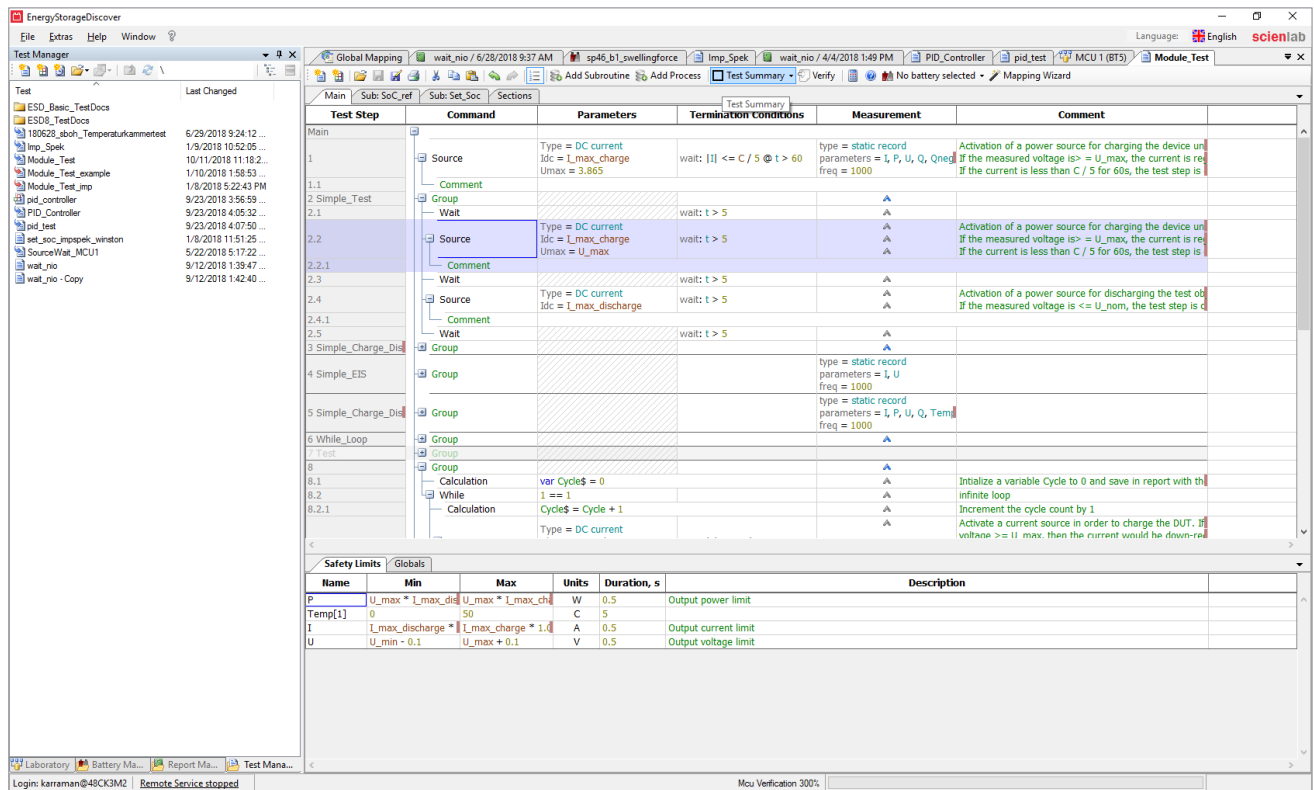 EnergyStorageDiscover
File Extras Help Window
Language: English scienlab
Test Manager
Test Last Changed
ESD_Basic_TestDocs
ESD8_TestDocs
180628_aboh_Temperaturkammertest 6/29/2018 9:24:12 ...
Imp_Spek 1/9/2018 10:52:05 ...
Module_Test 10/11/2018 11:18:2...
Module_Test_example 1/10/2018 1:58:53 ...
Module_Test_imp 1/8/2018 5:22:43 PM
pid_controller 9/23/2018 3:56:59 ...
PID_Controller 9/23/2018 4:05:32 ...
pid_test 9/23/2018 4:07:50 ...
set_soc_impspek_winston 1/8/2018 11:51:25 ...
SourceWait_MCU1 5/22/2018 5:17:22 ...
wait_nio 9/12/2018 1:39:47 ...
wait_nio - Copy 9/12/2018 1:42:40 ...
Laboratory Battery Ma... Report Ma... Test Mana...
Global Mapping wait_nio / 6/28/2018 9:37 AM sp46_b1_swellingforce Imp_Spek wait_nio / 4/4/2018 1:49 PM PID_Controller pid_test MCU 1 (BTS) Module_Test
Add Subroutine Add Process Test Summary Verify No battery selected Mapping Wizard
Main Sub: SoC_ref Sub: Set_Soc Sections
Test Summary
Test Step Command Parameters Termination Conditions Measurement Comment
Main
1 Source
Type = DC current
Idc = I_max_charge
Umax = 3.865
wait: |I| <= C / 5 @ t > 60
type = static record
parameters = I, P, U, Q, Qneg
freq = 1000
Activation of a power source for charging the device un
If the measured voltage is> = U_max, the current is red
If the current is less than C / 5 for 60s, the test step is
1.1 Comment
2 Simple_Test Group
2.1 Wait wait: t > 5
2.2 Source
Type = DC current
Idc = I_max_charge
Umax = U_max
wait: t > 5
Activation of a power source for charging the device un
If the measured voltage is> = U_max, the current is red
If the current is less than C / 5 for 60s, the test step is
2.2.1 Comment
2.3 Wait wait: t > 5
2.4 Source
Type = DC current
Idc = I_max_discharge
wait: t > 5
Activation of a power source for discharging the test ob
If the measured voltage is <= U_nom, the test step is c
2.4.1 Comment
2.5 Wait wait: t > 5
3 Simple_Charge_Dis Group
4 Simple_EIS Group
type = static record
parameters = I, U
freq = 1000
5 Simple_Charge_Dis Group
type = static record
parameters = I, P, U, Q, Temp
freq = 1000
6 While_Loop Group
7 Test Group
8 Group
8.1 Calculation var Cycle$ = 0 Intialize a variable Cycle to 0 and save in report with th
8.2 While 1 == 1 infinite loop
8.2.1 Calculation Cycle$ = Cycle + 1 Increment the cycle count by 1
Type = DC current
Activate a current source in order to charge the DUT. If
voltage >= U_max, then the current would be down-reg
Safety Limits Globals
Name Min Max Units Duration, s Description
P U_max * I_max_dis U_max * I_max_cha W 0.5 Output power limit
Temp[1] 0 50 C 5
I I_max_discharge * I_max_charge * 1.0 A 0.5 Output current limit
U U_min - 0.1 U_max + 0.1 V 0.5 Output voltage limit
Login: karraman@48CK3M2 Remote Service stopped Mcu Verification 300%